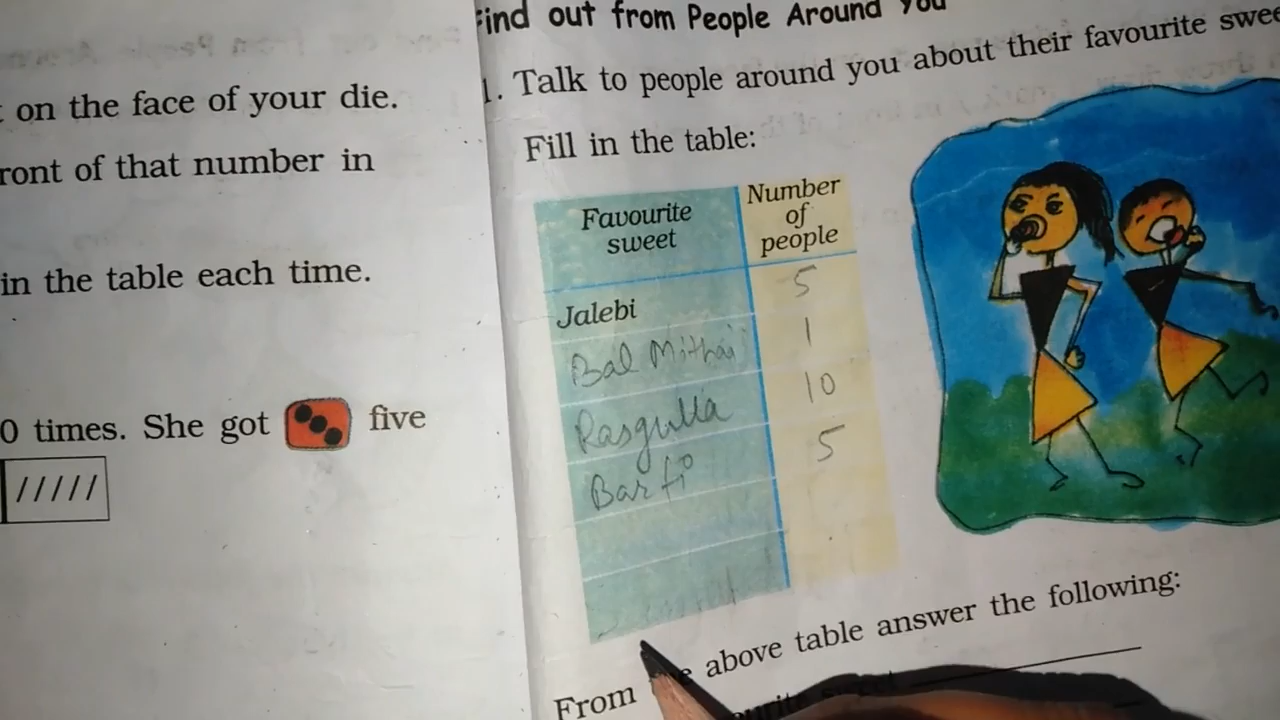 on the face of your die.
ront of that number in
in the table each time.
0 times. She got five
Find out from People Around You
1. Talk to people around you about their favourite swee
Fill in the table:
Favourite sweet
Number of people
Jalebi 5
Bal Mithai 1
Rasgulla 10
Barfi 5
From above table answer the following: